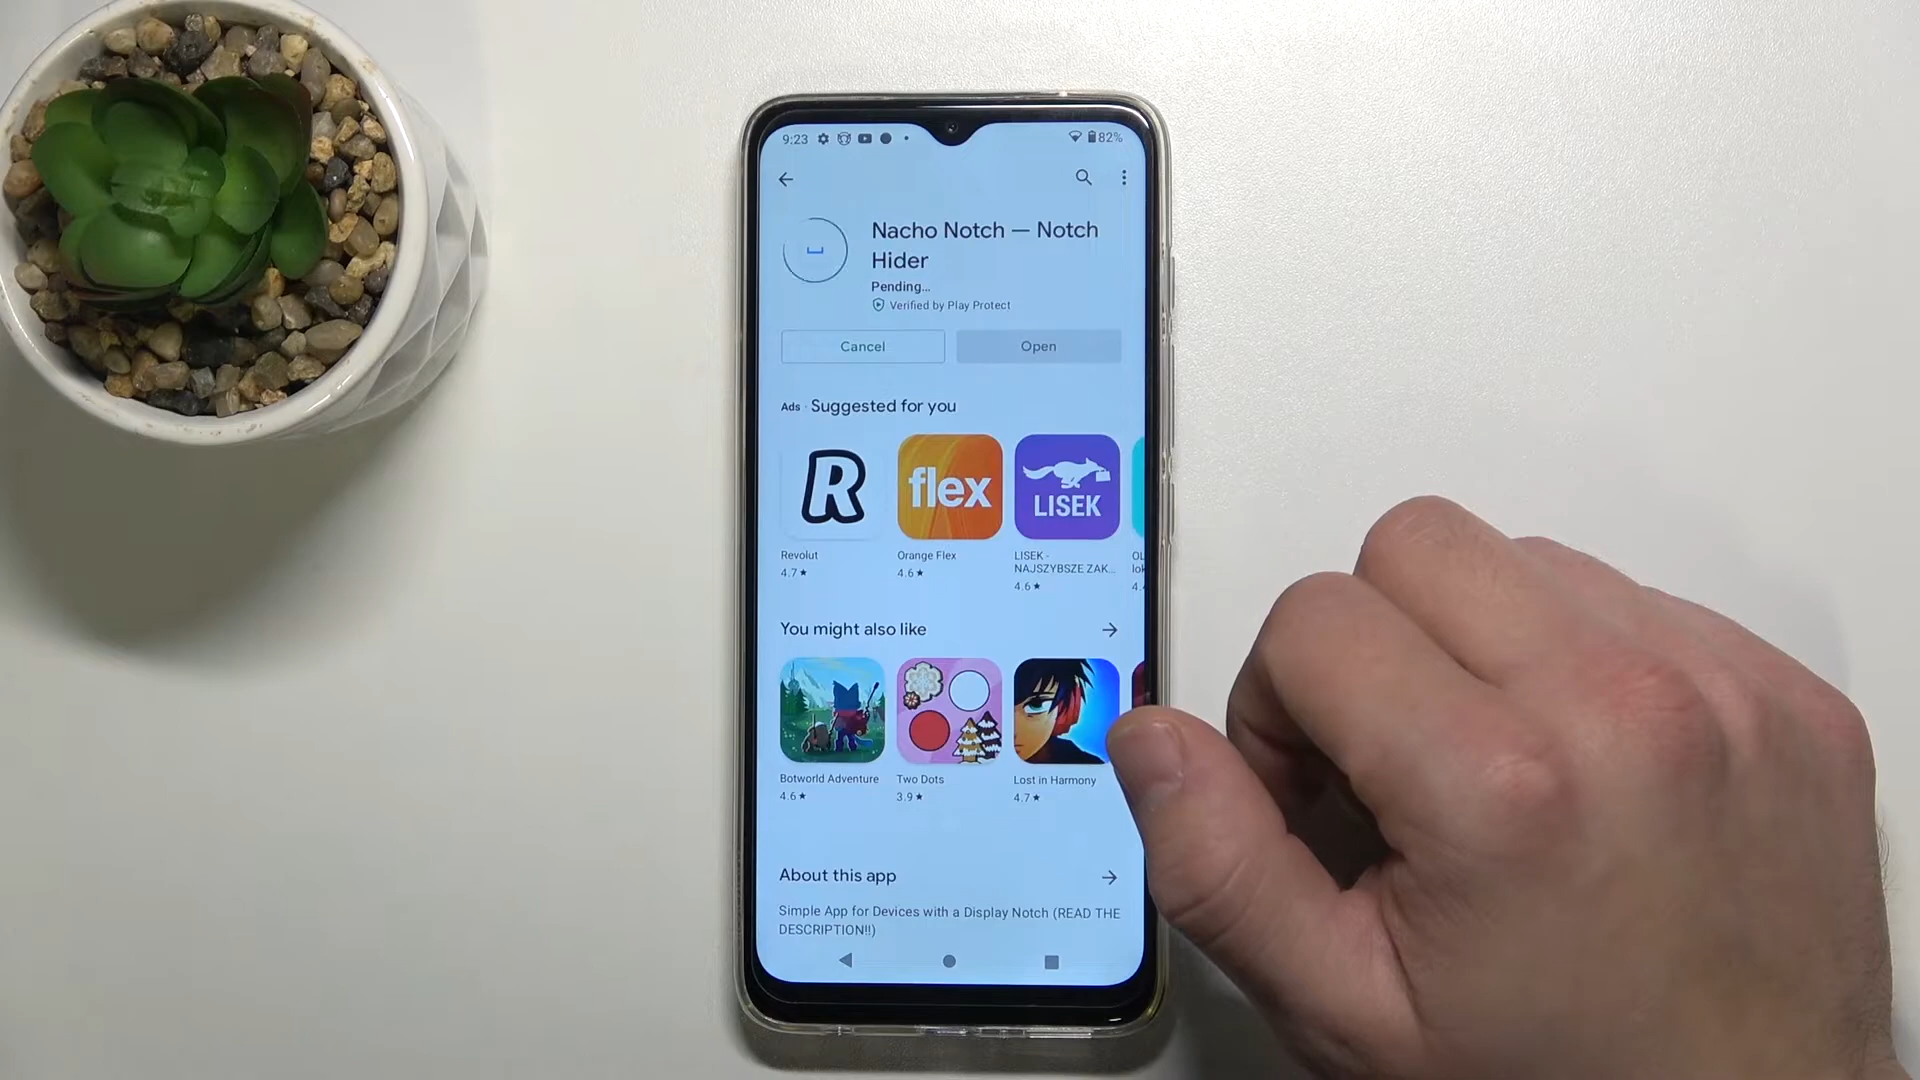 9:23 82%
Nacho Notch — Notch
Hider
Pending...
Verified by Play Protect
Cancel Open
Ads · Suggested for you
R flex LISEK
Revolut Orange Flex LISEK - OL
NAJSZYBSZE ZAK... lok
4.7★ 4.6★ 4.6★ 4.
You might also like
Botworld Adventure Two Dots Lost in Harmony
4.6★ 3.9★ 4.7★
About this app
Simple App for Devices with a Display Notch (READ THE
DESCRIPTION!!)